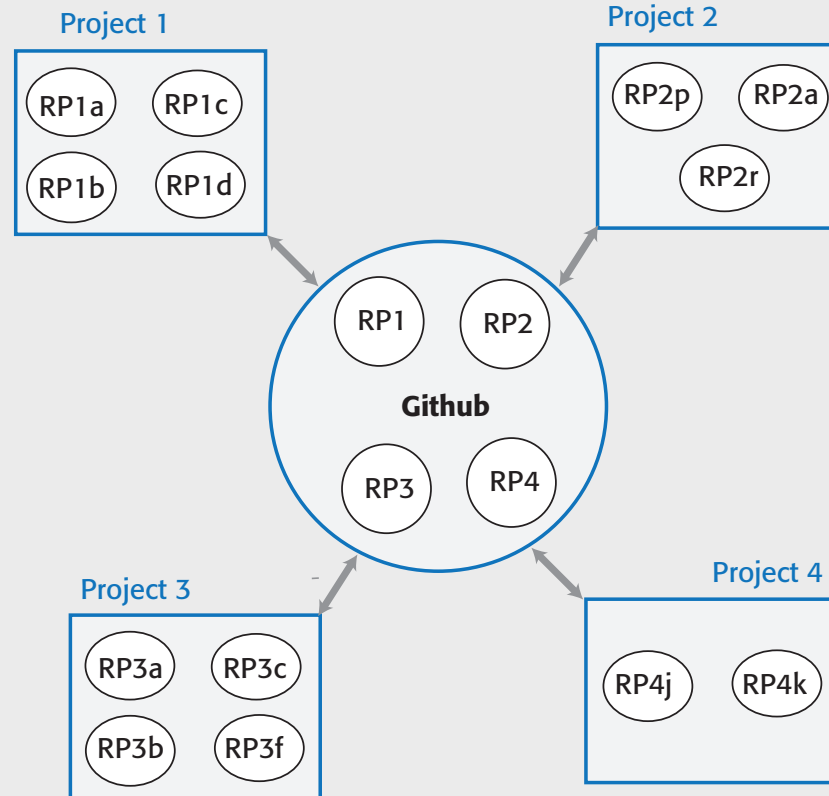 Project 1
RP1a
RP1c
RP1b
RP1d
Project 2
RP2p
RP2a
RP2r
RP1
RP2
Github
RP3
RP4
Project 3
RP3a
RP3c
RP3b
RP3f
Project 4
RP4j
RP4k